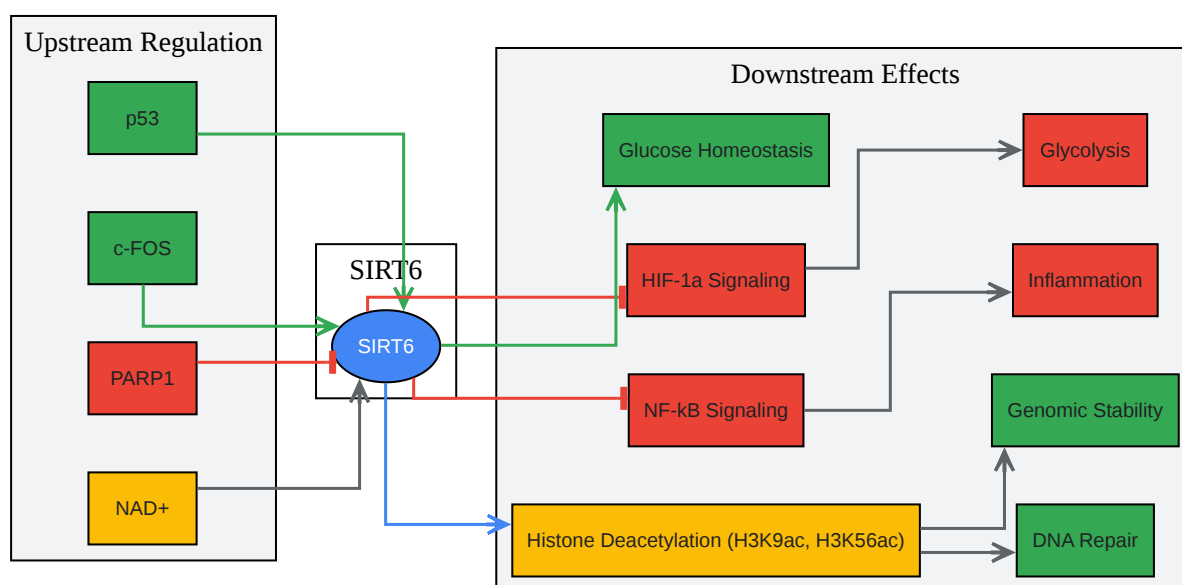 Upstream Regulation
p53
c-FOS
PARP1
NAD+
SIRT6
SIRT6
Downstream Effects
Glucose Homeostasis
Glycolysis
HIF-1a Signaling
Inflammation
NF-kB Signaling
Genomic Stability
Histone Deacetylation (H3K9ac, H3K56ac)
DNA Repair